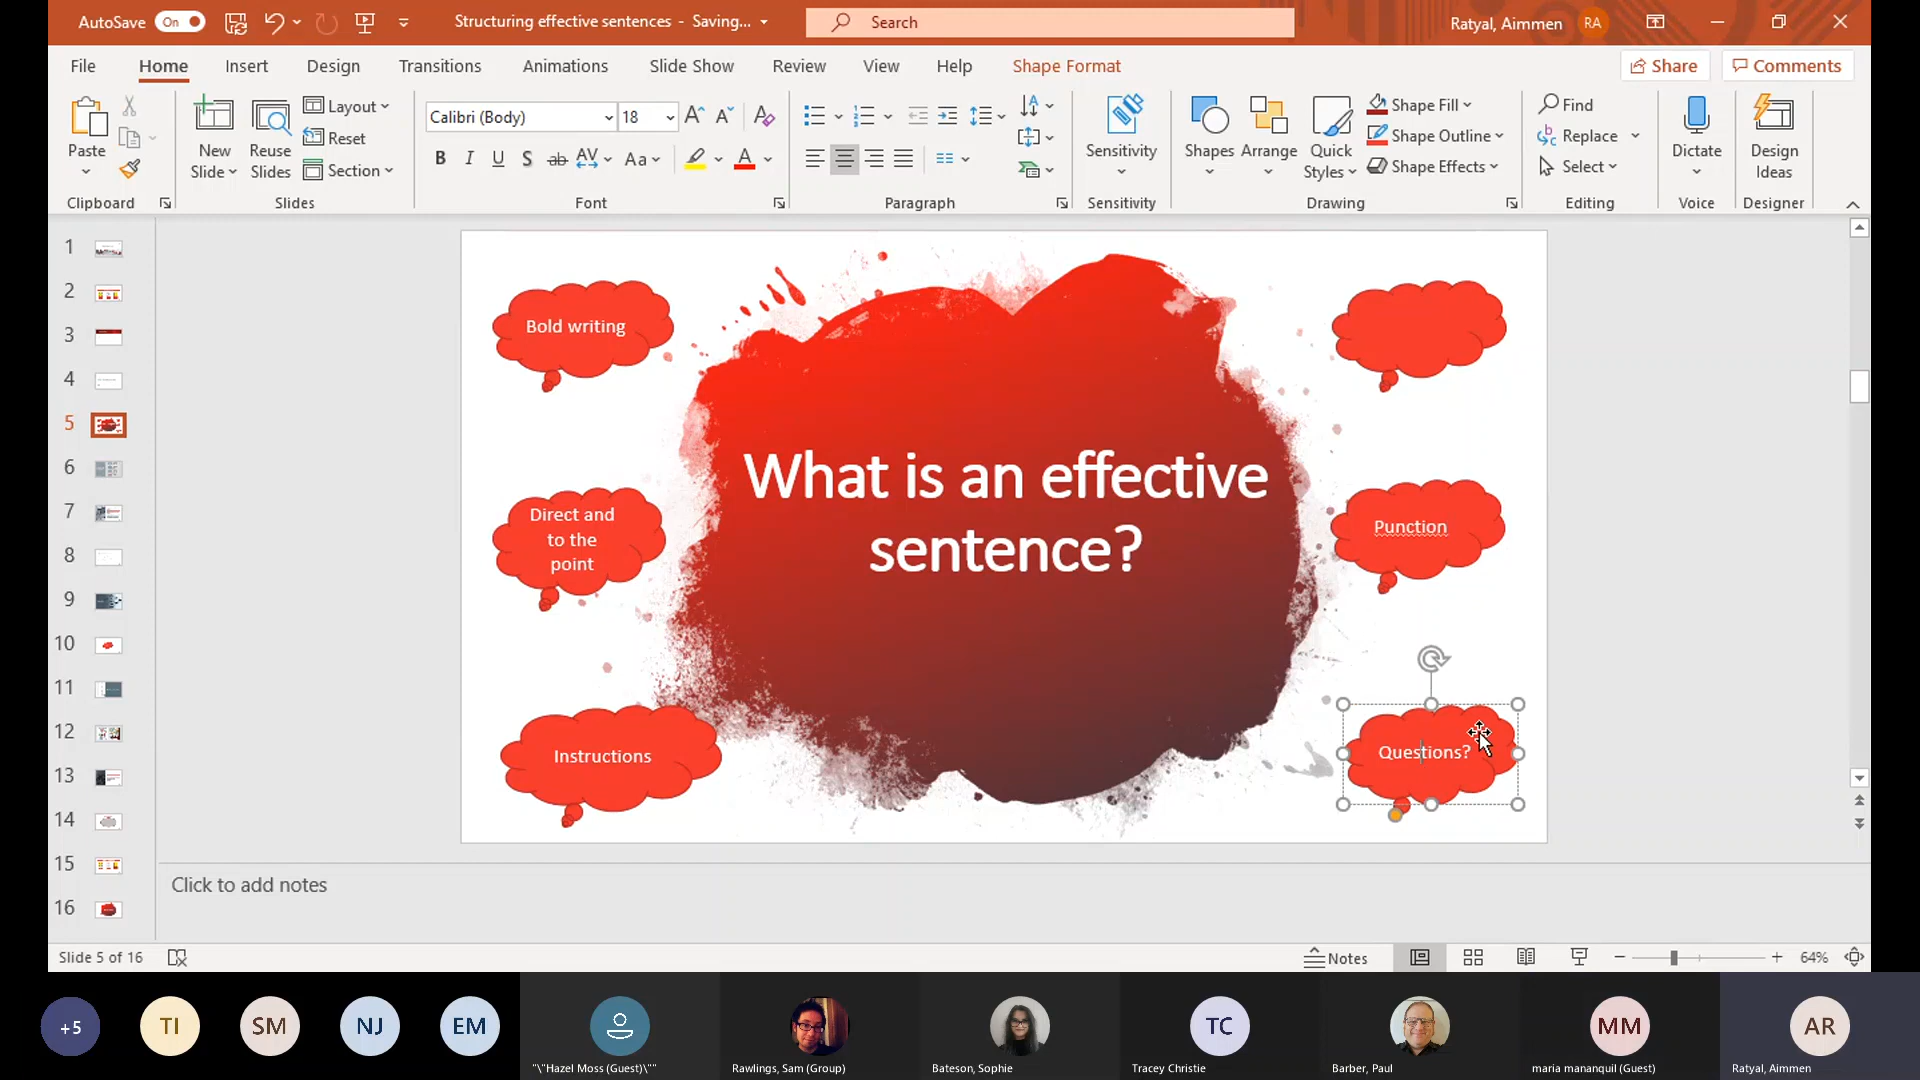 AutoSave On Structuring effective sentences - Saving... Search Ratyal, Aimmen RA
File Home Insert Design Transitions Animations Slide Show Review View Help Shape Format Share Comments
Paste
Clipboard
New Slide
Reuse Slides
Layout
Reset
Section
Slides
Calibri (Body) 18
B I U S ab AV Aa A
Font
Paragraph
Sensitivity
Sensitivity
Shapes
Arrange
Quick Styles
Shape Fill
Shape Outline
Shape Effects
Drawing
Find
Replace
Select
Editing
Dictate
Voice
Design Ideas
Designer
1
2
3
4
5
6
7
8
9
10
11
12
13
14
15
16
Bold writing
Direct and
to the
point
Instructions
What is an effective
sentence?
Punction
Questions?
Click to add notes
Slide 5 of 16 Notes 64%
+5 TI SM NJ EM TC MM AR
"\"Hazel Moss (Guest)\"" Rawlings, Sam (Group) Bateson, Sophie Tracey Christie Barber, Paul maria mananquil (Guest) Ratyal, Aimmen